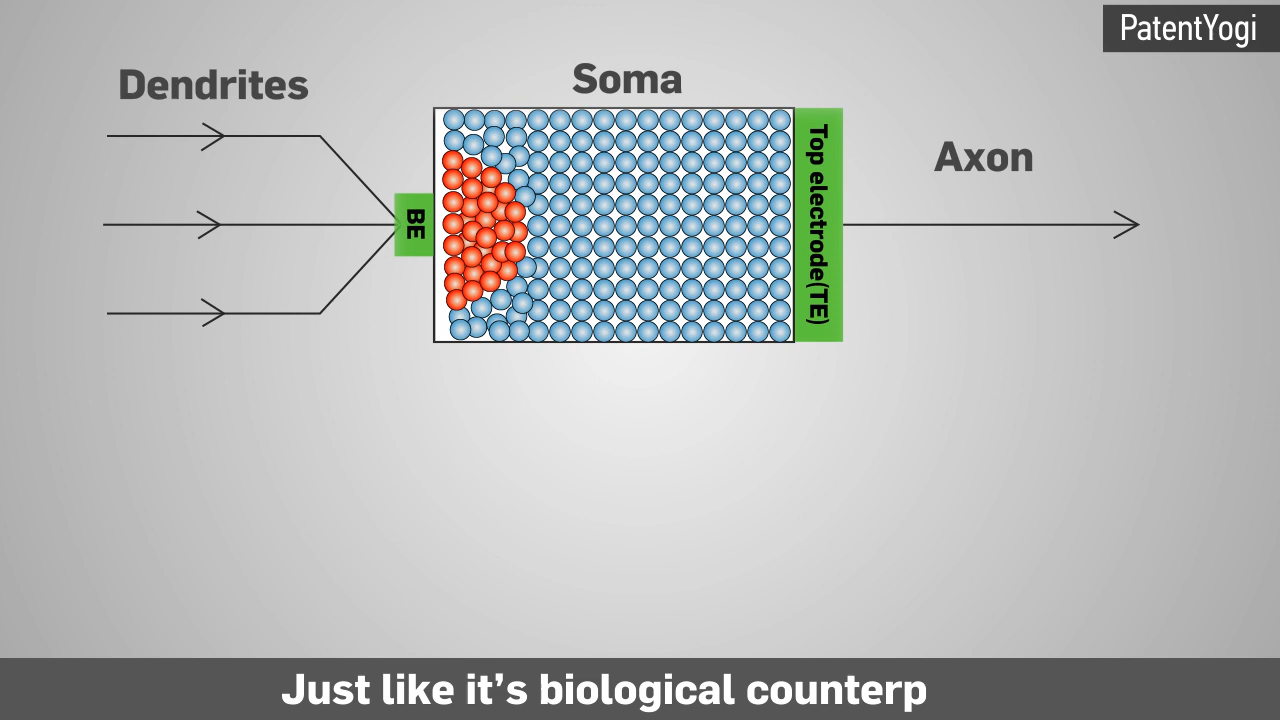 PatentYogi
Dendrites
Soma
Axon
BE
Top electrode(TE)
Just like it’s biological counterp